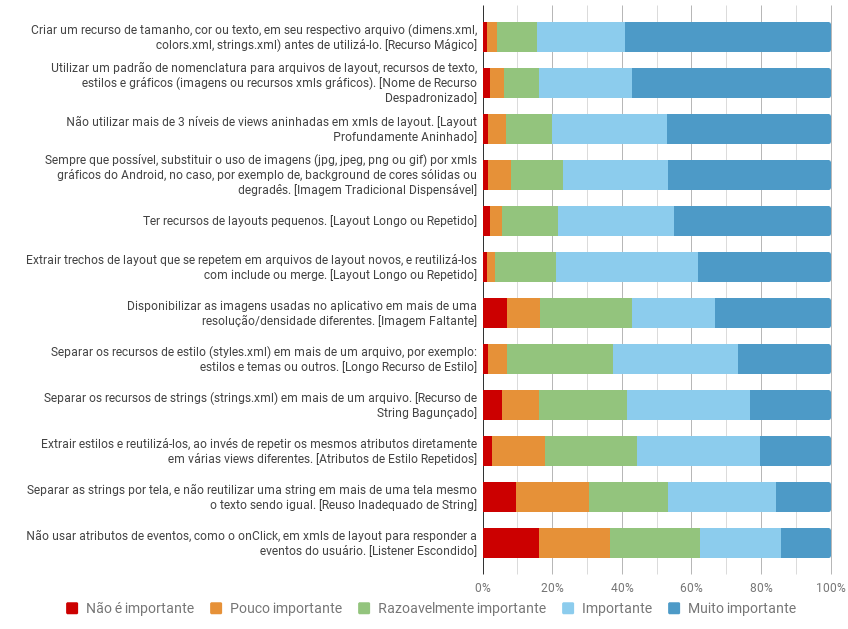 Criar um recurso de tamanho, cor ou texto, em seu respectivo arquivo (dimens.xml,
colors.xml, strings.xml) antes de utilizá-lo. [Recurso Mágico]
Utilizar um padrão de nomenclatura para arquivos de layout, recursos de texto,
estilos e gráficos (imagens ou recursos xmls gráficos). [Nome de Recurso
Despadronizado]
Não utilizar mais de 3 níveis de views aninhadas em xmls de layout. [Layout
Profundamente Aninhado]
Sempre que possível, substituir o uso de imagens (jpg, jpeg, png ou gif) por xmls
gráficos do Android, no caso, por exemplo de, background de cores sólidas ou
degradês. [Imagem Tradicional Dispensável]
Ter recursos de layouts pequenos. [Layout Longo ou Repetido]
Extrair trechos de layout que se repetem em arquivos de layout novos, e reutilizá-los
com include ou merge. [Layout Longo ou Repetido]
Disponibilizar as imagens usadas no aplicativo em mais de uma
resolução/densidade diferentes. [Imagem Faltante]
Separar os recursos de estilo (styles.xml) em mais de um arquivo, por exemplo:
estilos e temas ou outros. [Longo Recurso de Estilo]
Separar os recursos de strings (strings.xml) em mais de um arquivo. [Recurso de
String Bagunçado]
Extrair estilos e reutilizá-los, ao invés de repetir os mesmos atributos diretamente
em várias views diferentes. [Atributos de Estilo Repetidos]
Separar as strings por tela, e não reutilizar uma string em mais de uma tela mesmo
o texto sendo igual. [Reuso Inadequado de String]
Não usar atributos de eventos, como o onClick, em xmls de layout para responder a
eventos do usuário. [Listener Escondido]
0% 20% 40% 60% 80% 100%
Não é importante Pouco importante Razoavelmente importante Importante Muito importante